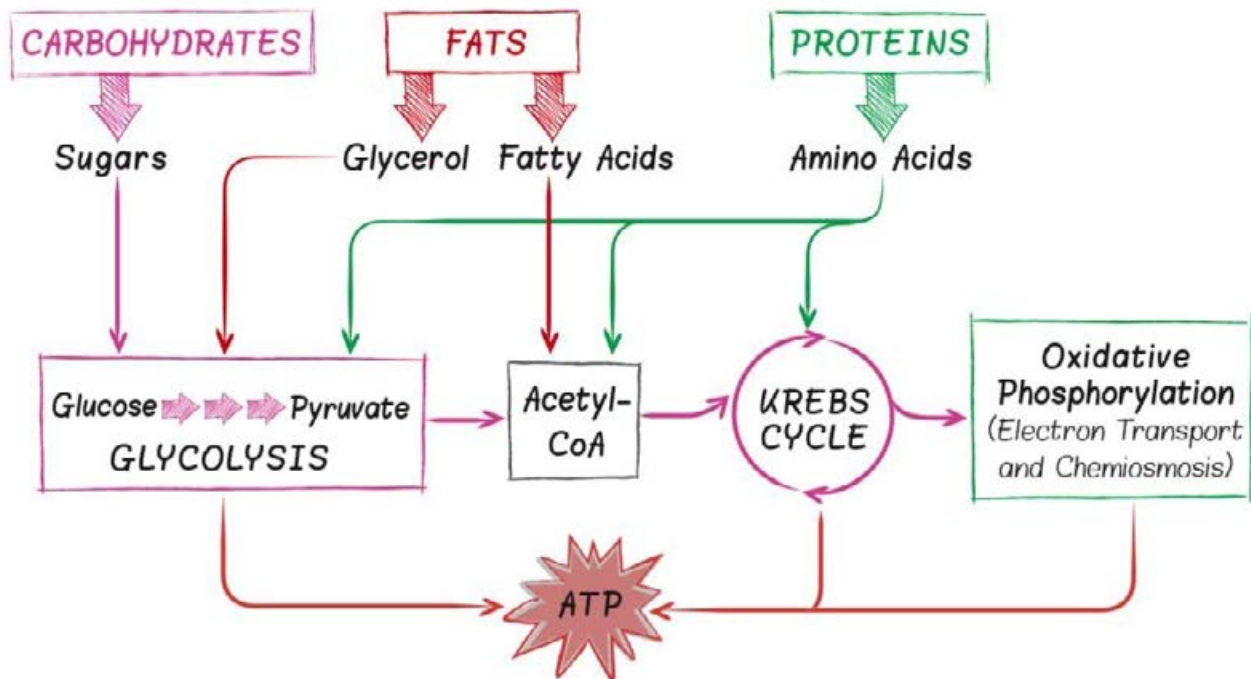 CARBOHYDRATES
FATS
PROTEINS
Sugars
Glycerol
Fatty Acids
Amino Acids
Glucose Pyruvate
GLYCOLYSIS
Acetyl-
CoA
KREBS
CYCLE
Oxidative
Phosphorylation
(Electron Transport
and Chemiosmosis)
ATP